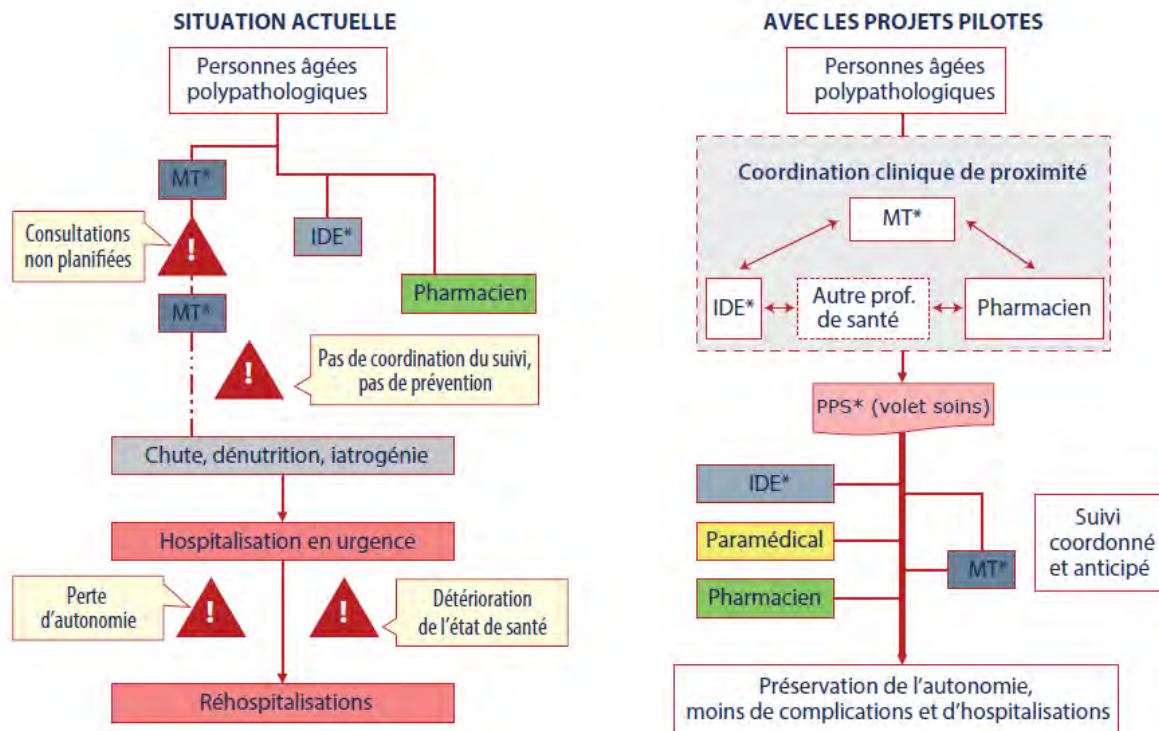 SITUATION ACTUELLE
Personnes âgées
polypathologiques
MT*
Consultations
non planifiées
!
IDE*
Pharmacien
MT*
!
Pas de coordination du suivi,
pas de prévention
Chute, dénutrition, iatrogénie
Hospitalisation en urgence
Perte
d'autonomie
!
!
Détérioration
de l'état de santé
Réhospitalisations
AVEC LES PROJETS PILOTES
Personnes âgées
polypathologiques
Coordination clinique de proximité
MT*
IDE*
Autre prof.
de santé
Pharmacien
PPS* (volet soins)
IDE*
Paramédical
Pharmacien
MT*
Suivi
coordonné
et anticipé
Préservation de l'autonomie,
moins de complications et d'hospitalisations